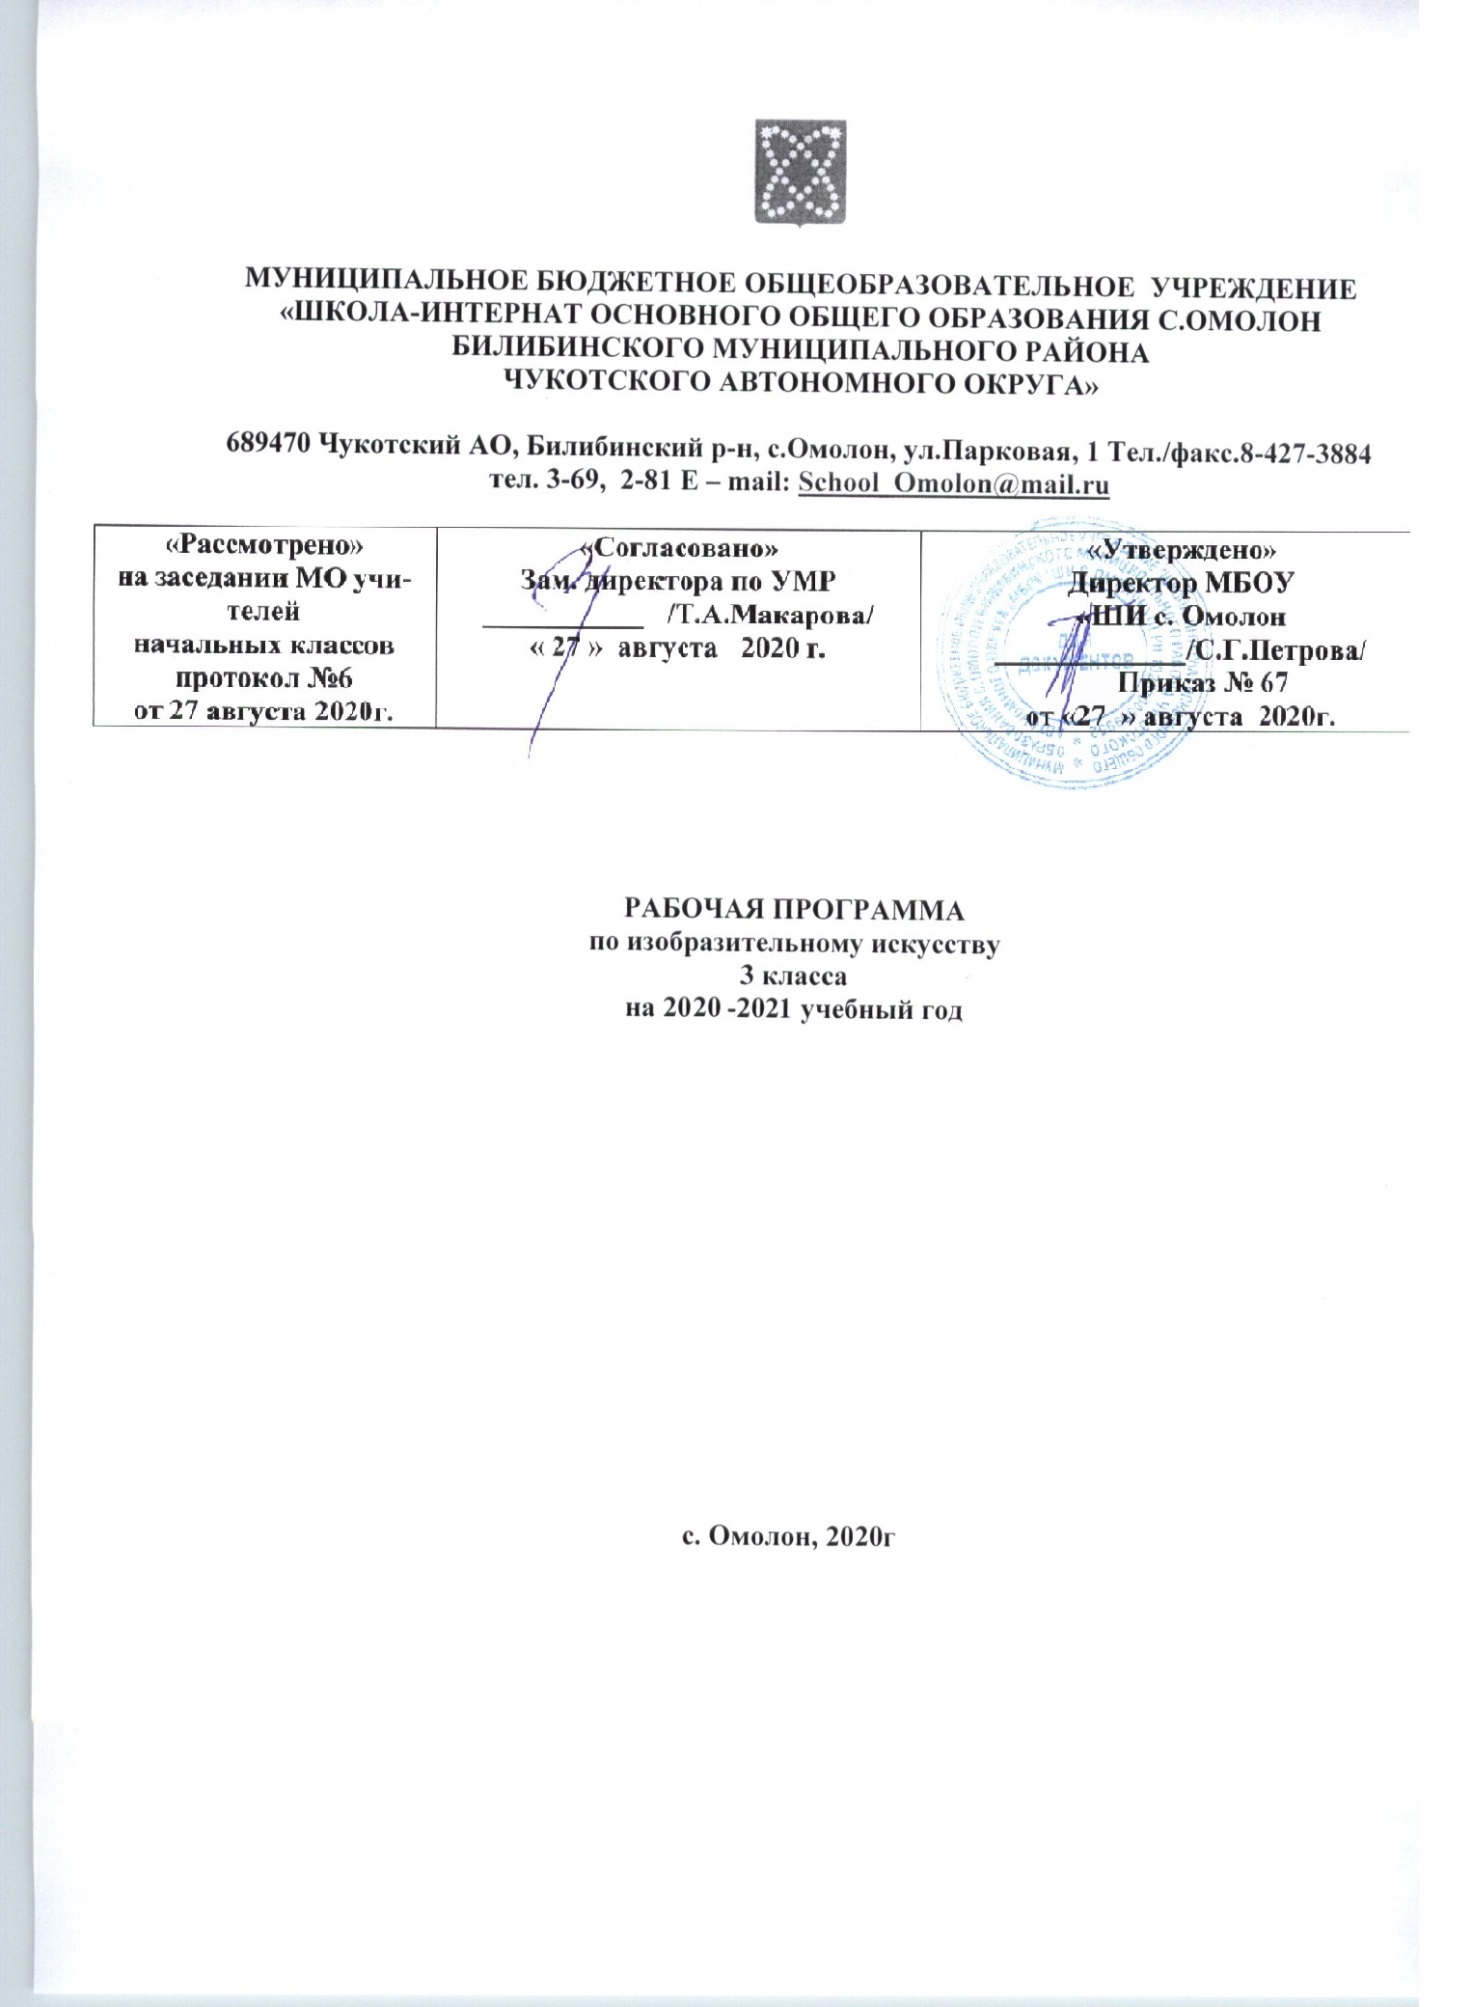 МУНИЦИПАЛЬНОЕ БЮДЖЕТНОЕ ОБЩЕОБРАЗОВАТЕЛЬНОЕ УЧРЕЖДЕНИЕ
«ШКОЛА-ИНТЕРНАТ ОСНОВНОГО ОБЩЕГО ОБРАЗОВАНИЯ С.ОМОЛОН
БИЛИБИНСКОГО МУНИЦИПАЛЬНОГО РАЙОНА
ЧУКОТСКОГО АВТОНОМНОГО ОКРУГА»
689470 Чукотский АО, Билибинский р-н, с.Омолон, ул.Парковая, 1 Тел./факс.8-427-3884
тел. 3-69, 2-81 Е – mail: School_Omolon@mail.ru
«Рассмотрено»
на заседании МО учи-
телей
начальных классов
протокол №6
от 27 августа 2020г.
«Согласовано»
Зам. директора по УМР
/Т.А.Макарова/
« 27 » августа 2020 г.
«Утверждено»
Директор МБОУ
«ШИ с. Омолон
/С.Г.Петрова/
Приказ № 67
от «27 » августа 2020г.
ДОКУМЕНТОВ
РАБОЧАЯ ПРОГРАММА
по изобразительному искусству
3 класса
на 2020 -2021 учебный год
с. Омолон, 2020г